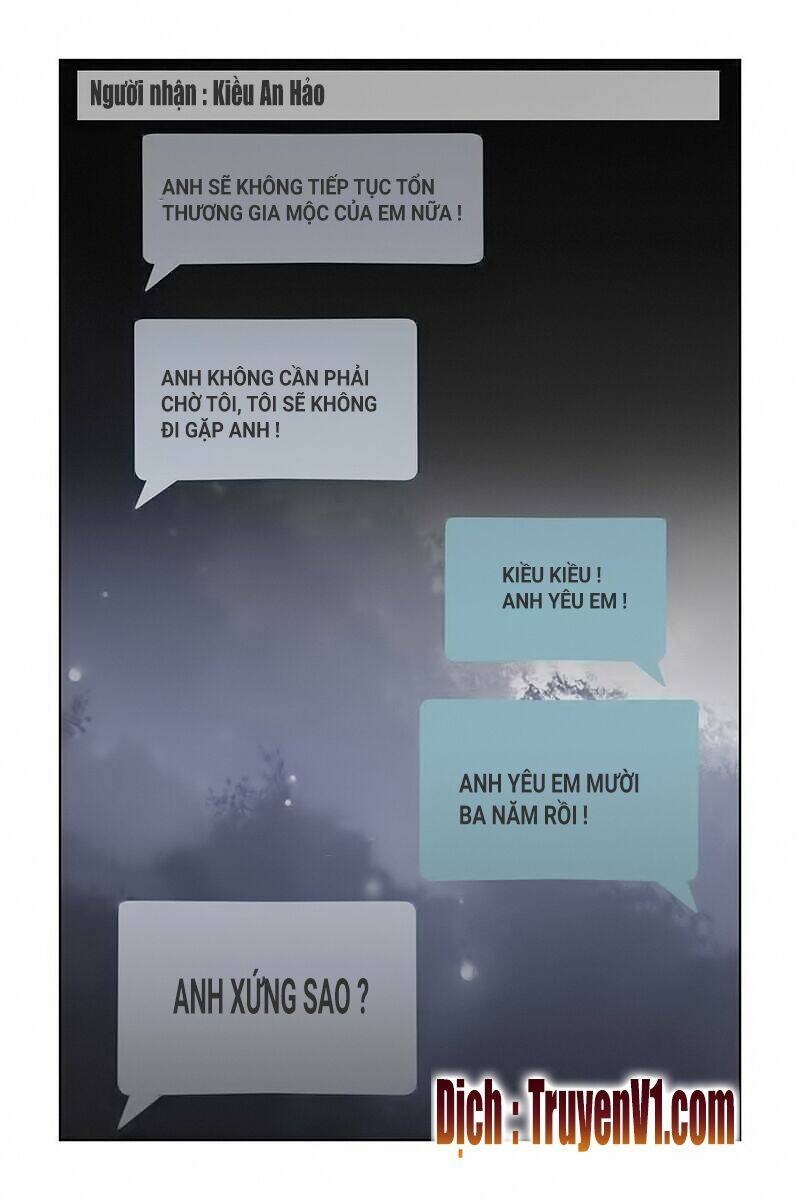 Người nhận : Kiều An Hảo
ANH SẼ KHÔNG TIẾP TỤC TỔN
THƯƠNG GIA MỘC CỦA EM NỮA !
ANH KHÔNG CẦN PHẢI
CHỜ TÔI, TÔI SẼ KHÔNG
ĐI GẶP ANH !
KIỀU KIỀU !
ANH YÊU EM !
ANH YÊU EM MƯỜI
BA NĂM RỒI !
ANH XỨNG SAO ?
Dịch : TruyenV1.com